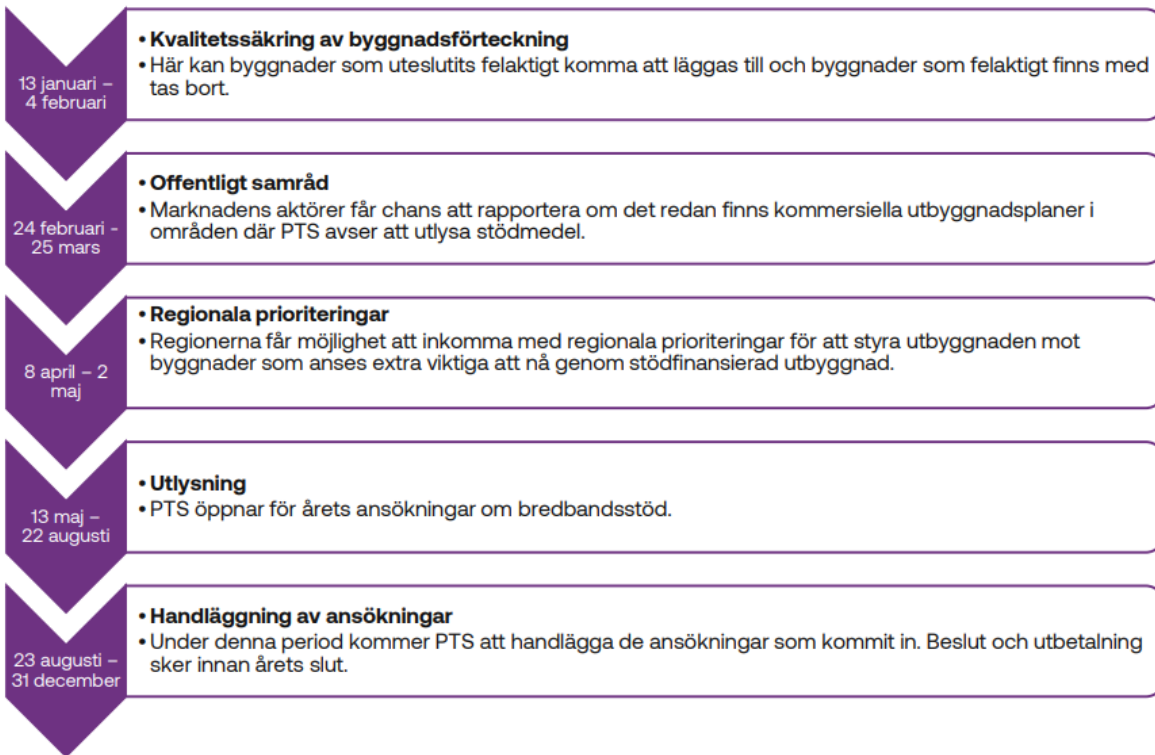 13 januari –
4 februari
• Kvalitetssäkring av byggnadsförteckning
• Här kan byggnader som uteslutits felaktigt komma att läggas till och byggnader som felaktigt finns med
tas bort.
24 februari -
25 mars
• Offentligt samråd
• Marknadens aktörer får chans att rapportera om det redan finns kommersiella utbyggnadsplaner i
områden där PTS avser att utlysa stödmedel.
8 april – 2
maj
• Regionala prioriteringar
• Regionerna får möjlighet att inkomma med regionala prioriteringar för att styra utbyggnaden mot
byggnader som anses extra viktiga att nå genom stödfinansierad utbyggnad.
13 maj –
22 augusti
• Utlysning
• PTS öppnar för årets ansökningar om bredbandsstöd.
23 augusti –
31 december
• Handläggning av ansökningar
• Under denna period kommer PTS att handlägga de ansökningar som kommit in. Beslut och utbetalning
sker innan årets slut.